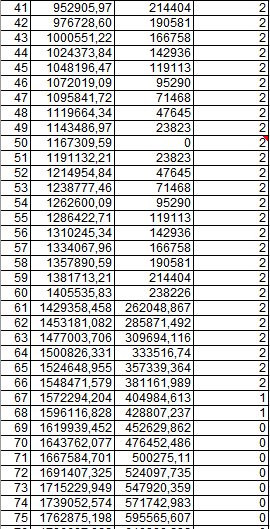 41 952905,97 214404 2
42 976728,60 190581 2
43 1000551,22 166758 2
44 1024373,84 142936 2
45 1048196,47 119113 2
46 1072019,09 95290 2
47 1095841,72 71468 2
48 1119664,34 47645 2
49 1143486,97 23823 2
50 1167309,59 0 2
51 1191132,21 23823 2
52 1214954,84 47645 2
53 1238777,46 71468 2
54 1262600,09 95290 2
55 1286422,71 119113 2
56 1310245,34 142936 2
57 1334067,96 166758 2
58 1357890,59 190581 2
59 1381713,21 214404 2
60 1405535,83 238226 2
61 1429358,458 262048,867 2
62 1453181,082 285871,492 2
63 1477003,706 309694,116 2
64 1500826,331 333516,74 2
65 1524648,955 357339,364 2
66 1548471,579 381161,989 2
67 1572294,204 404984,613 1
68 1596116,828 428807,237 1
69 1619939,452 452629,862 0
70 1643762,077 476452,486 0
71 1667584,701 500275,11 0
72 1691407,325 524097,735 0
73 1715229,949 547920,359 0
74 1739052,574 571742,983 0
75 1762875,198 595565,607 0